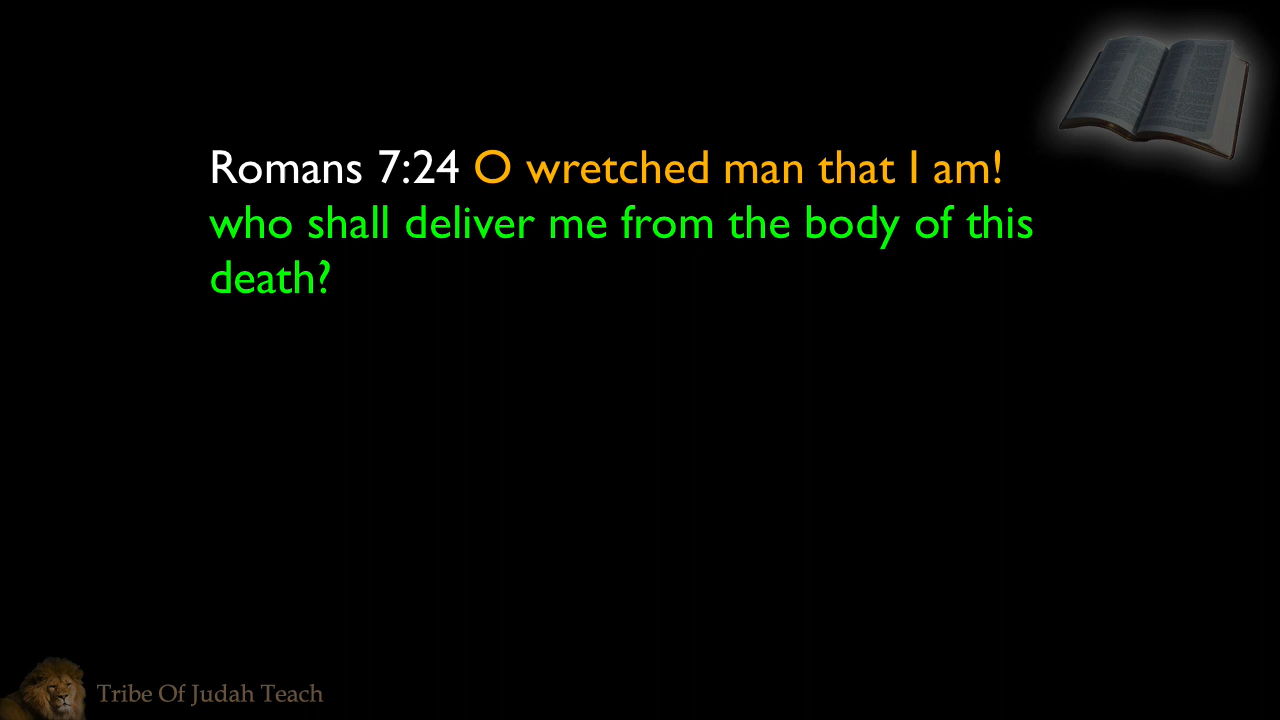 Romans 7:24 O wretched man that I am!
who shall deliver me from the body of this
death?
Tribe Of Judah Teach